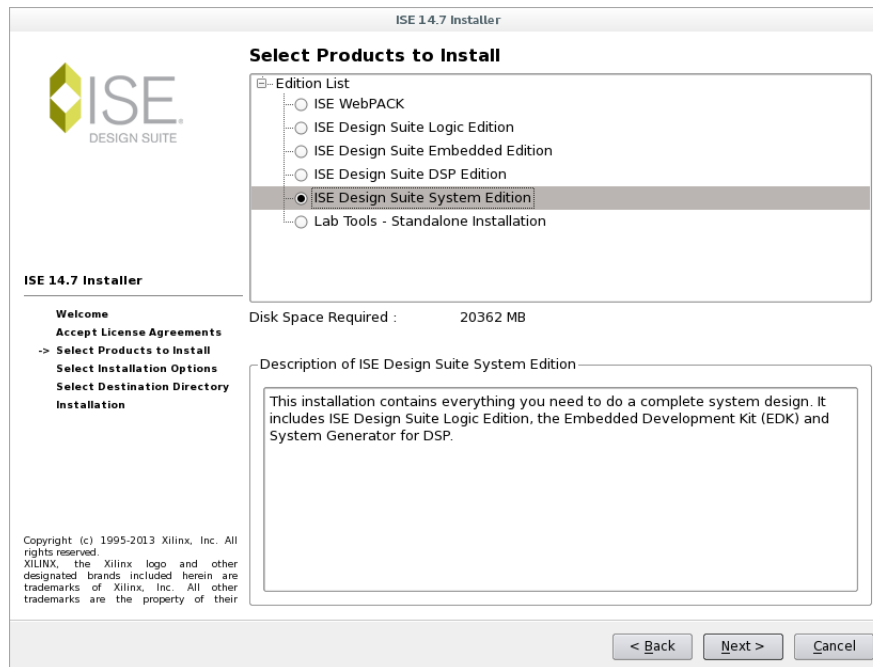 ISE 14.7 Installer
ISE®
DESIGN SUITE
ISE 14.7 Installer
Welcome
Accept License Agreements
-> Select Products to Install
Select Installation Options
Select Destination Directory
Installation
Copyright (c) 1995-2013 Xilinx, Inc. All
rights reserved.
XILINX, the Xilinx logo and other
designated brands included herein are
trademarks of Xilinx, Inc. All other
trademarks are the property of their
Select Products to Install
Edition List
ISE WebPACK
ISE Design Suite Logic Edition
ISE Design Suite Embedded Edition
ISE Design Suite DSP Edition
ISE Design Suite System Edition
Lab Tools - Standalone Installation
Disk Space Required : 20362 MB
Description of ISE Design Suite System Edition
This installation contains everything you need to do a complete system design. It
includes ISE Design Suite Logic Edition, the Embedded Development Kit (EDK) and
System Generator for DSP.
< Back Next > Cancel